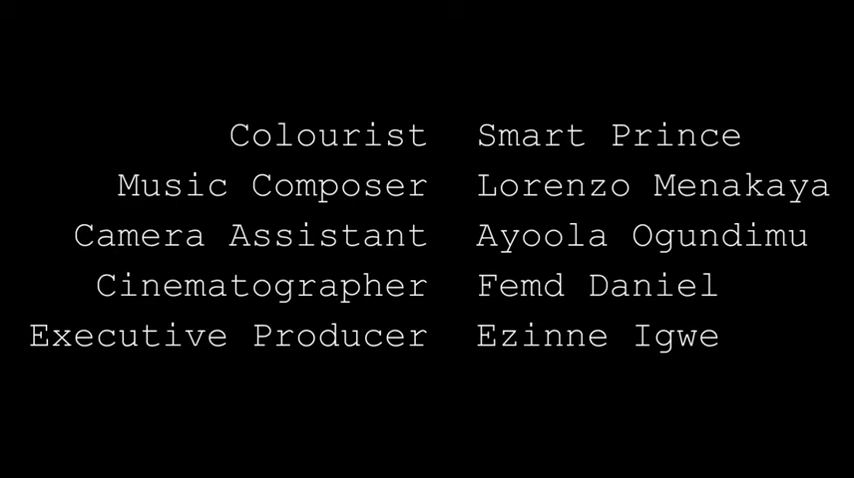 Colourist Smart Prince
Music Composer Lorenzo Menakaya
Camera Assistant Ayoola Ogundimu
Cinematographer Femd Daniel
Executive Producer Ezinne Igwe